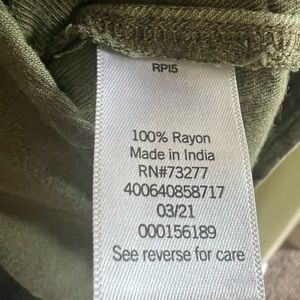 RPI5
100% Rayon
Made in India
RN#73277
400640858717
03/21
000156189
See reverse for care